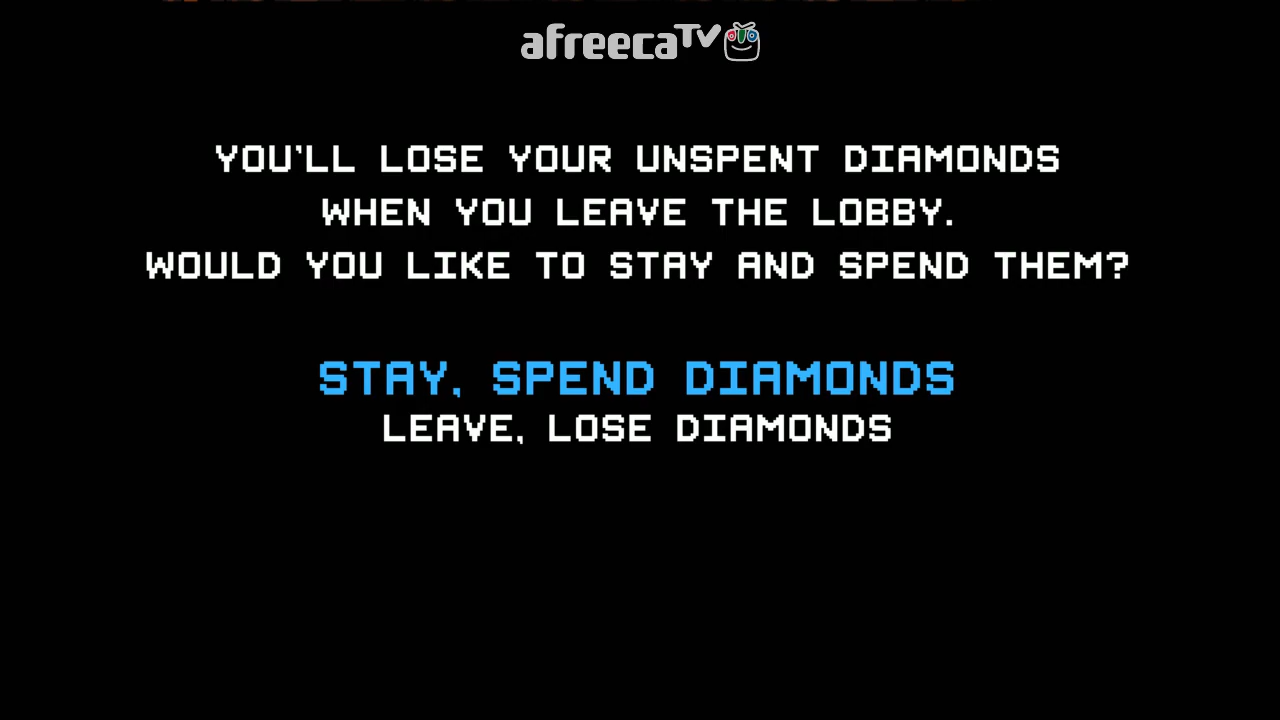 afreecaTV
YOU'LL LOSE YOUR UNSPENT DIAMONDS
WHEN YOU LEAVE THE LOBBY.
WOULD YOU LIKE TO STAY AND SPEND THEM?
STAY, SPEND DIAMONDS
LEAVE, LOSE DIAMONDS